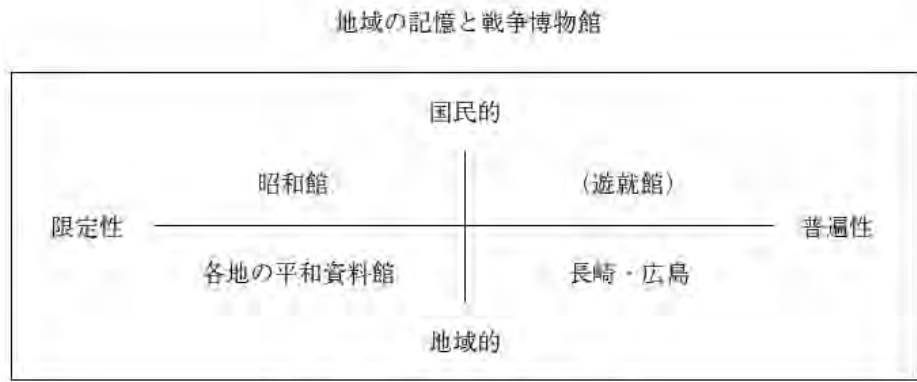 地域の記憶と戦争博物館
国民的
昭和館
(遊就館)
限定性
普遍性
各地の平和資料館
長崎・広島
地域的